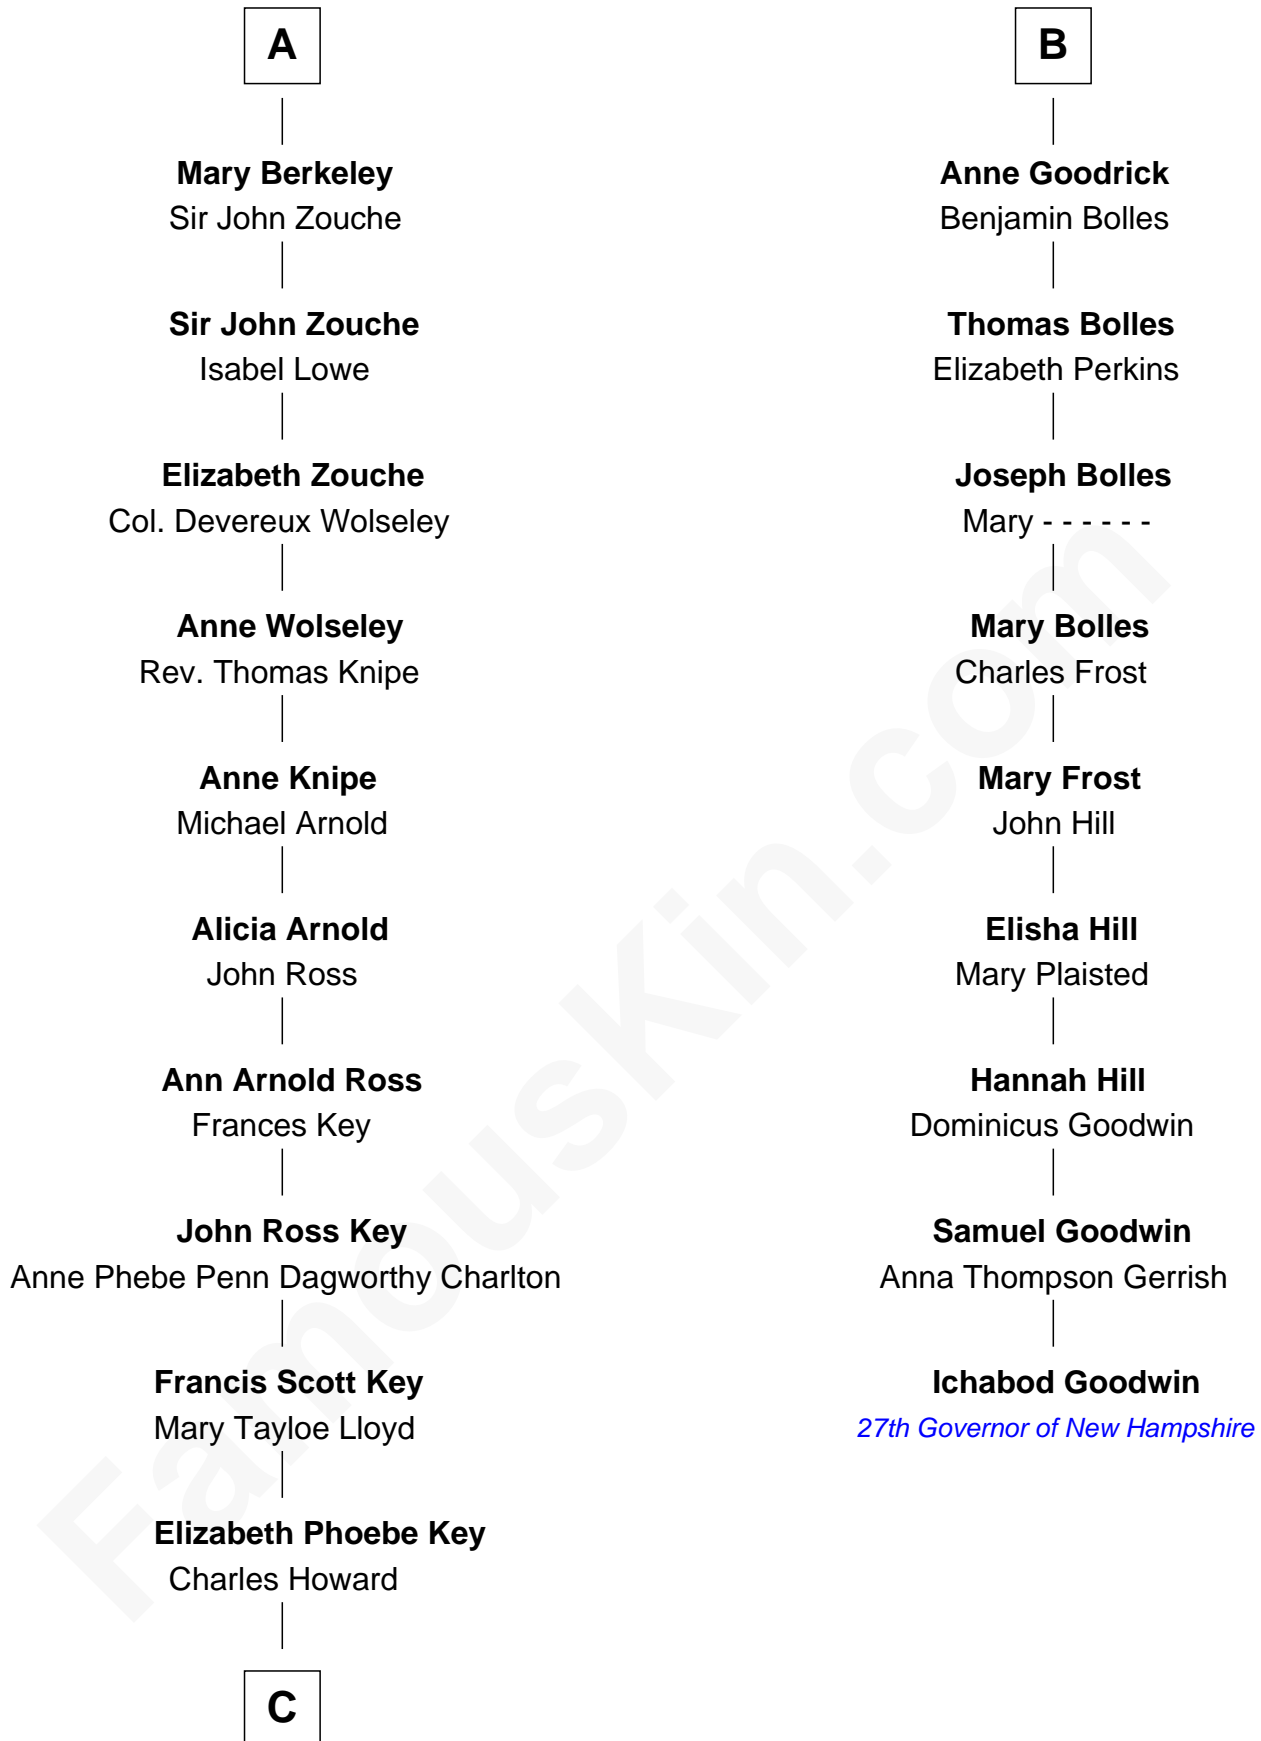 A
Mary Berkeley
Sir John Zouche
Sir John Zouche
Isabel Lowe
Elizabeth Zouche
Col. Devereux Wolseley
Anne Wolseley
Rev. Thomas Knipe
Anne Knipe
Michael Arnold
Alicia Arnold
John Ross
Ann Arnold Ross
Frances Key
John Ross Key
Anne Phebe Penn Dagworthy Charlton
Francis Scott Key
Mary Tayloe Lloyd
Elizabeth Phoebe Key
Charles Howard
C
B
Anne Goodrick
Benjamin Bolles
Thomas Bolles
Elizabeth Perkins
Joseph Bolles
Mary - - - - - -
Mary Bolles
Charles Frost
Mary Frost
John Hill
Elisha Hill
Mary Plaisted
Hannah Hill
Dominicus Goodwin
Samuel Goodwin
Anna Thompson Gerrish
Ichabod Goodwin
27th Governor of New Hampshire
FamousKin.com